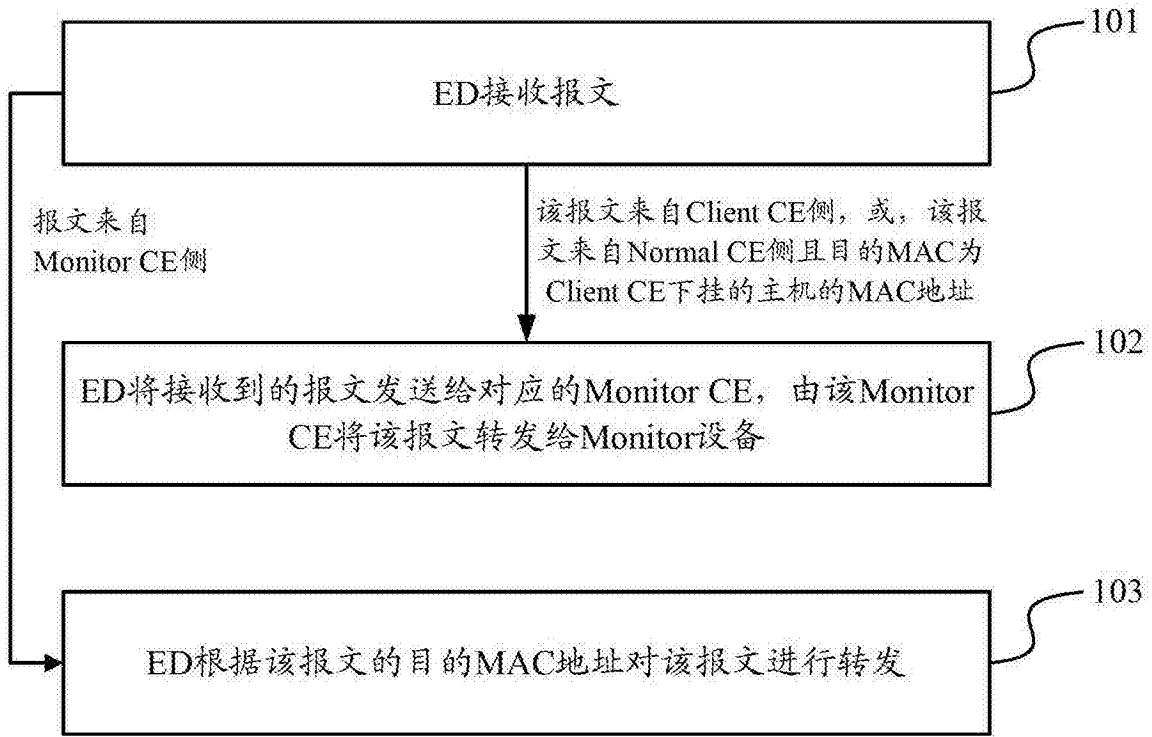 101
ED接收报文
报文来自
Monitor CE侧
该报文来自Client CE侧，或，该报
文来自Normal CE侧且目的MAC为
Client CE下挂的主机的MAC地址
102
ED将接收到的报文发送给对应的Monitor CE，由该Monitor
CE将该报文转发给Monitor设备
103
ED根据该报文的目的MAC地址对该报文进行转发